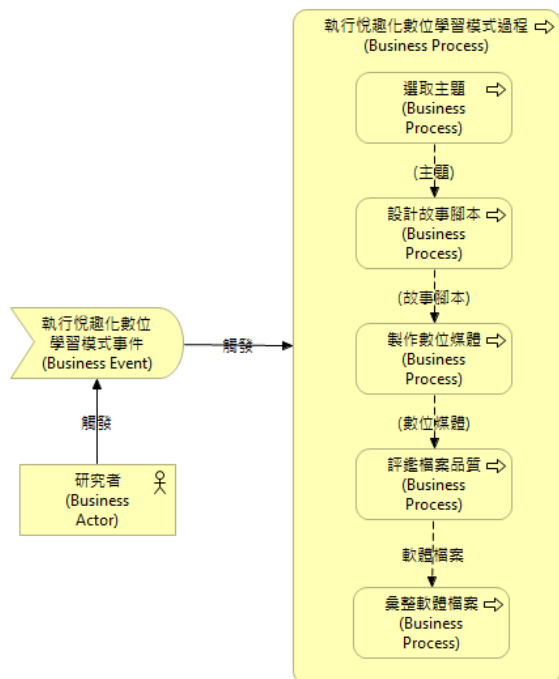 執行悅趣化數位學習模式過程
(Business Process)
選取主題
(Business
Process)
(主題)
設計故事腳本
(Business
Process)
(故事腳本)
執行悅趣化數位
學習模式事件
(Business Event)
觸發
製作數位媒體
(Business
Process)
觸發
(數位媒體)
研究者
(Business
Actor)
評鑑檔案品質
(Business
Process)
軟體檔案
彙整軟體檔案
(Business
Process)